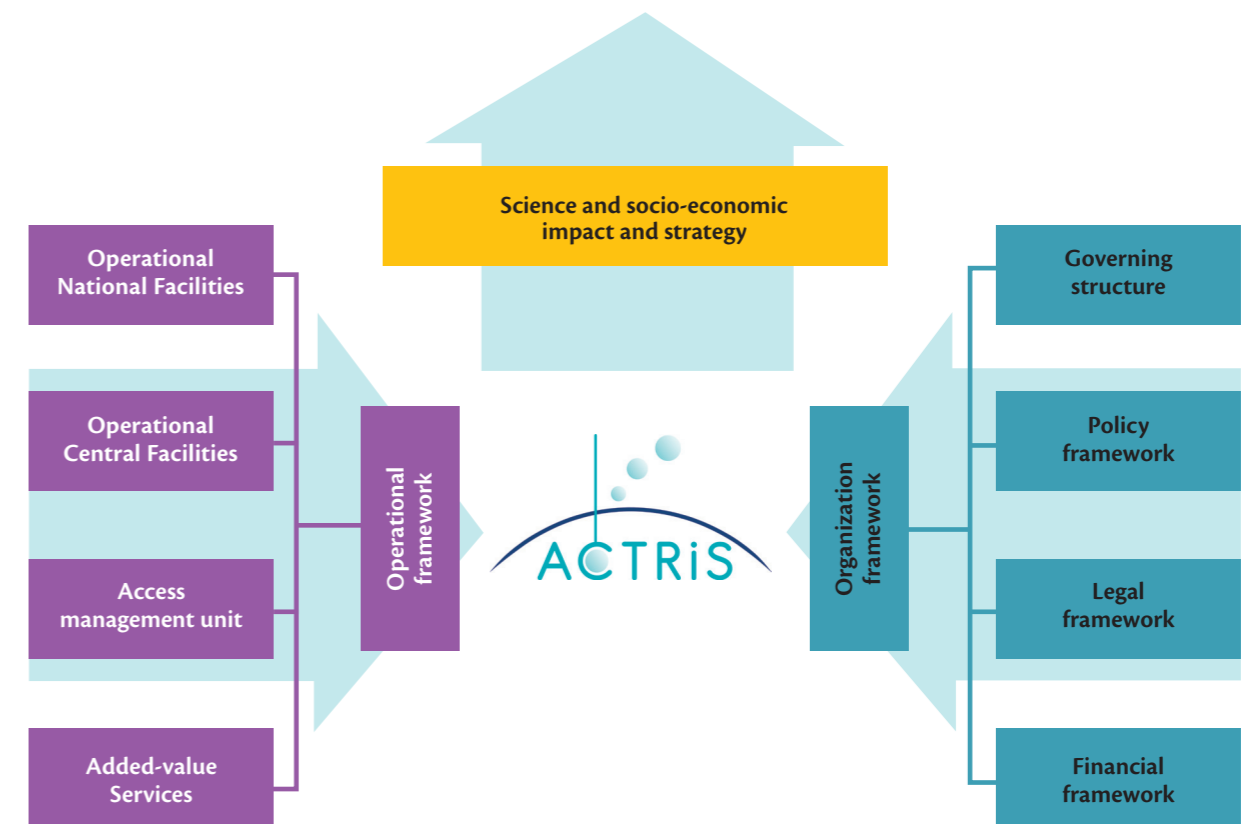 Science and socio-economic
impact and strategy
Operational
National Facilities
Operational
Central Facilities
Access
management unit
Added-value
Services
Operational
framework
ACTRiS
Organization
framework
Governing
structure
Policy
framework
Legal
framework
Financial
framework